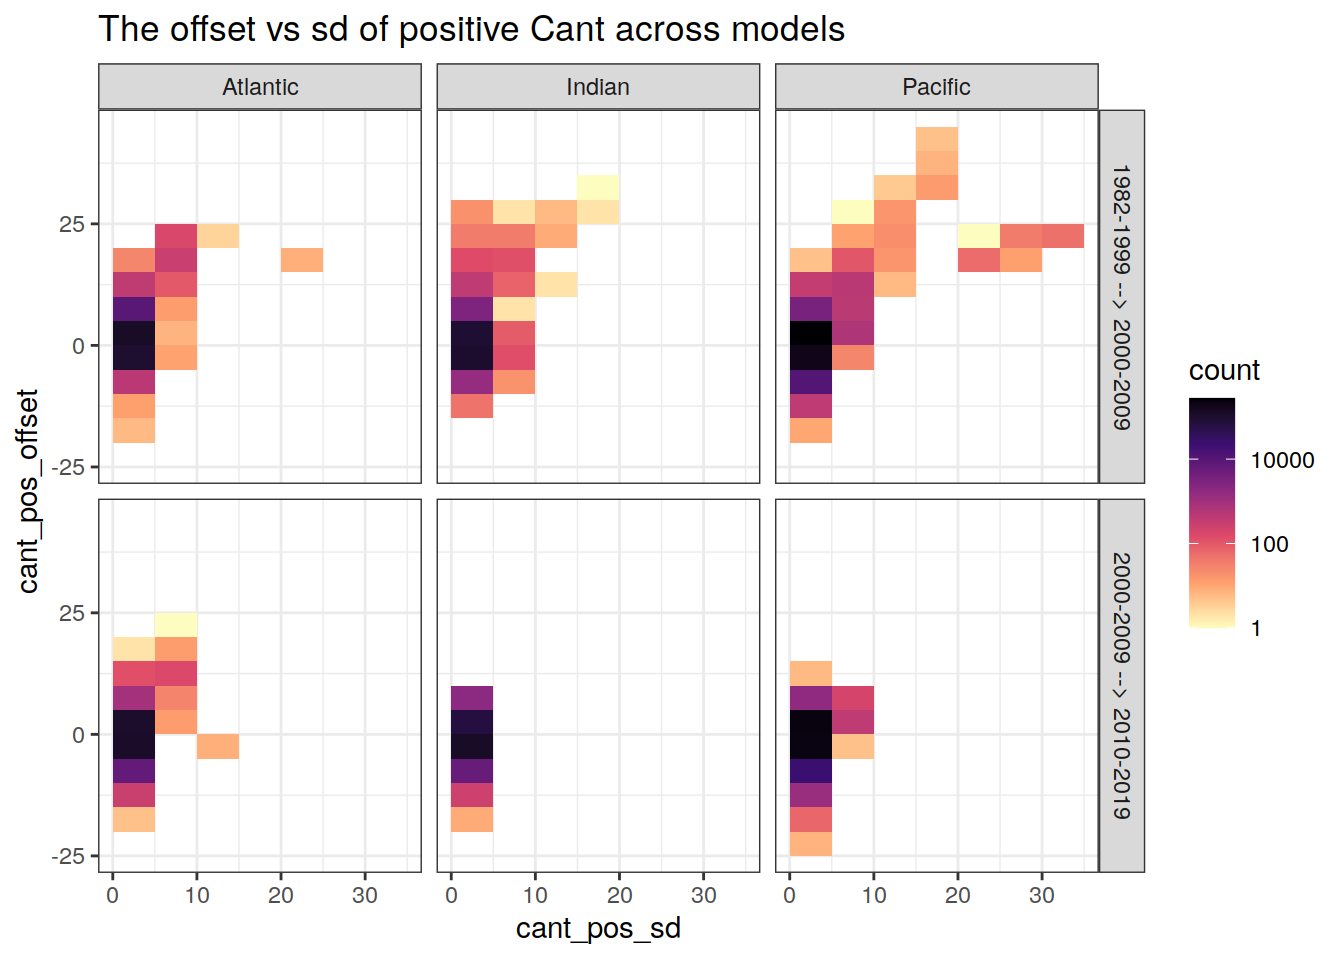 The offset vs sd of positive Cant across models
Atlantic
Indian
Pacific
1982-1999 --> 2000-2009
2000-2009 --> 2010-2019
cant_pos_offset
25
0
-25
25
0
-25
0 10 20 30
0 10 20 30
0 10 20 30
cant_pos_sd
count
10000
100
1